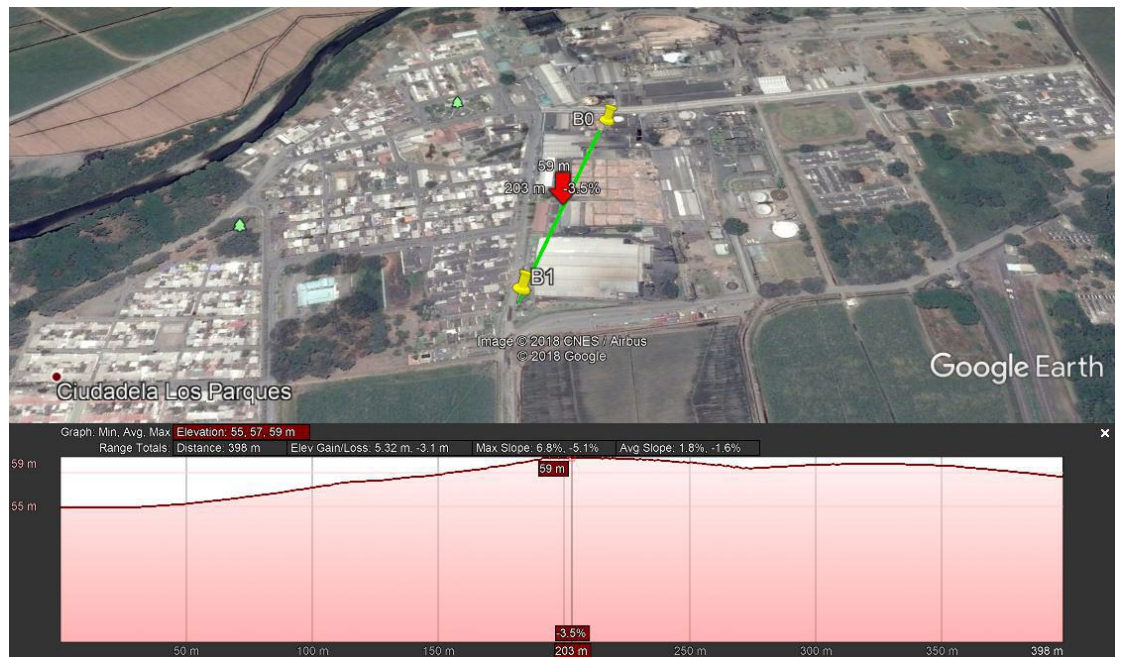 B0
59 m
203 m -3.5%
B1
Image © 2018 CNES / Airbus
© 2018 Google
Google Earth
Ciudadela Los Parques
Graph: Min, Avg, Max Elevation: 55, 57, 59 m
Range Totals: Distance: 398 m Elev Gain/Loss: 5.32 m, -3.1 m Max Slope: 6.8%, -5.1% Avg Slope: 1.8%, -1.6%
59 m
59 m
55 m
-3.5%
50 m 100 m 150 m 203 m 250 m 300 m 350 m 398 m